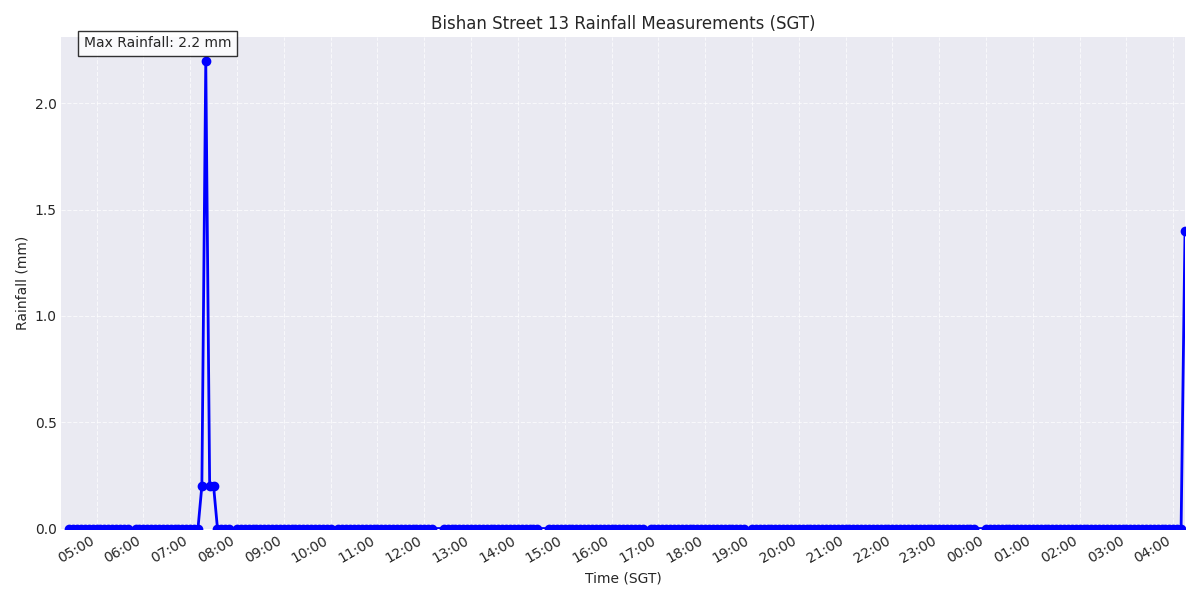 Bishan Street 13 Rainfall Measurements (SGT)
Max Rainfall: 2.2 mm
2.0
1.5
1.0
0.5
0.0
Rainfall (mm)
05:00 06:00 07:00 08:00 09:00 10:00 11:00 12:00 13:00 14:00 15:00 16:00 17:00 18:00 19:00 20:00 21:00 22:00 23:00 00:00 01:00 02:00 03:00 04:00
Time (SGT)